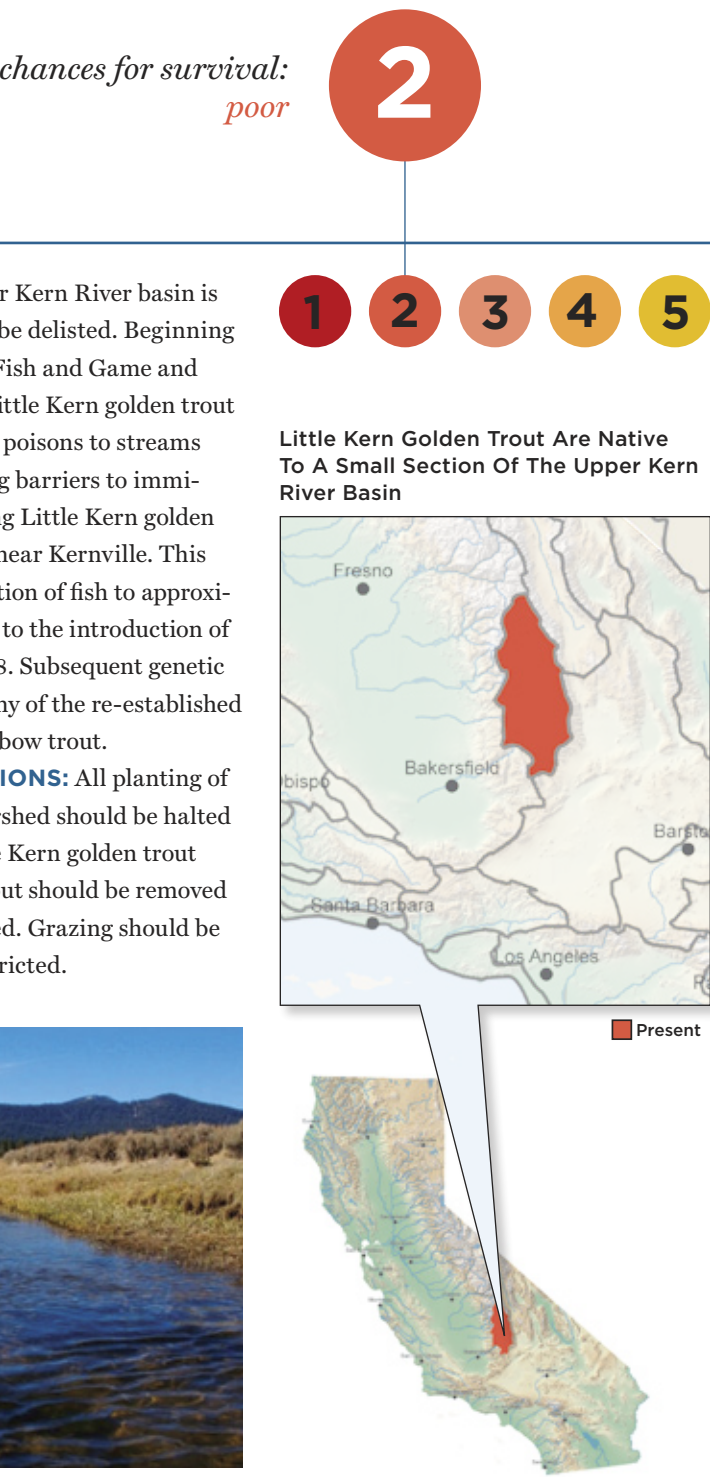 chances for survival:
poor
2
r Kern River basin is
be delisted. Beginning
Fish and Game and
ittle Kern golden trout
poisons to streams
g barriers to immi-
g Little Kern golden
near Kernville. This
tion of fish to approxi-
to the introduction of
8. Subsequent genetic
ny of the re-established
bow trout.
IONS: All planting of
rshed should be halted
e Kern golden trout
out should be removed
ed. Grazing should be
ricted.
1 2 3 4 5
Little Kern Golden Trout Are Native
To A Small Section Of The Upper Kern
River Basin
Fresno
Bakersfield
Obispo
Barsto
Santa Barbara
Los Angeles
Present